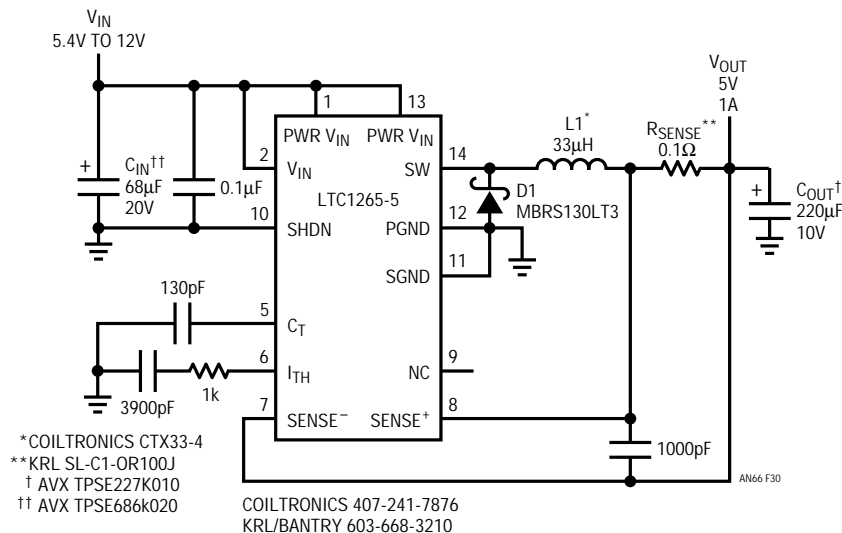 VIN
5.4V TO 12V
VOUT
5V
1A
1
13
PWR VIN
PWR VIN
L1*
33µH
RSENSE**
0.1Ω
2
VIN
SW
14
+
CIN††
68µF
20V
0.1µF
LTC1265-5
D1
MBRS130LT3
+
COUT†
220µF
10V
10
SHDN
PGND
12
SGND
11
130pF
5
CT
6
ITH
NC
9
3900pF
1k
7
SENSE–
SENSE+
8
1000pF
*COILTRONICS CTX33-4
**KRL SL-C1-OR100J
† AVX TPSE227K010
†† AVX TPSE686k020
COILTRONICS 407-241-7876
KRL/BANTRY 603-668-3210
AN66 F30